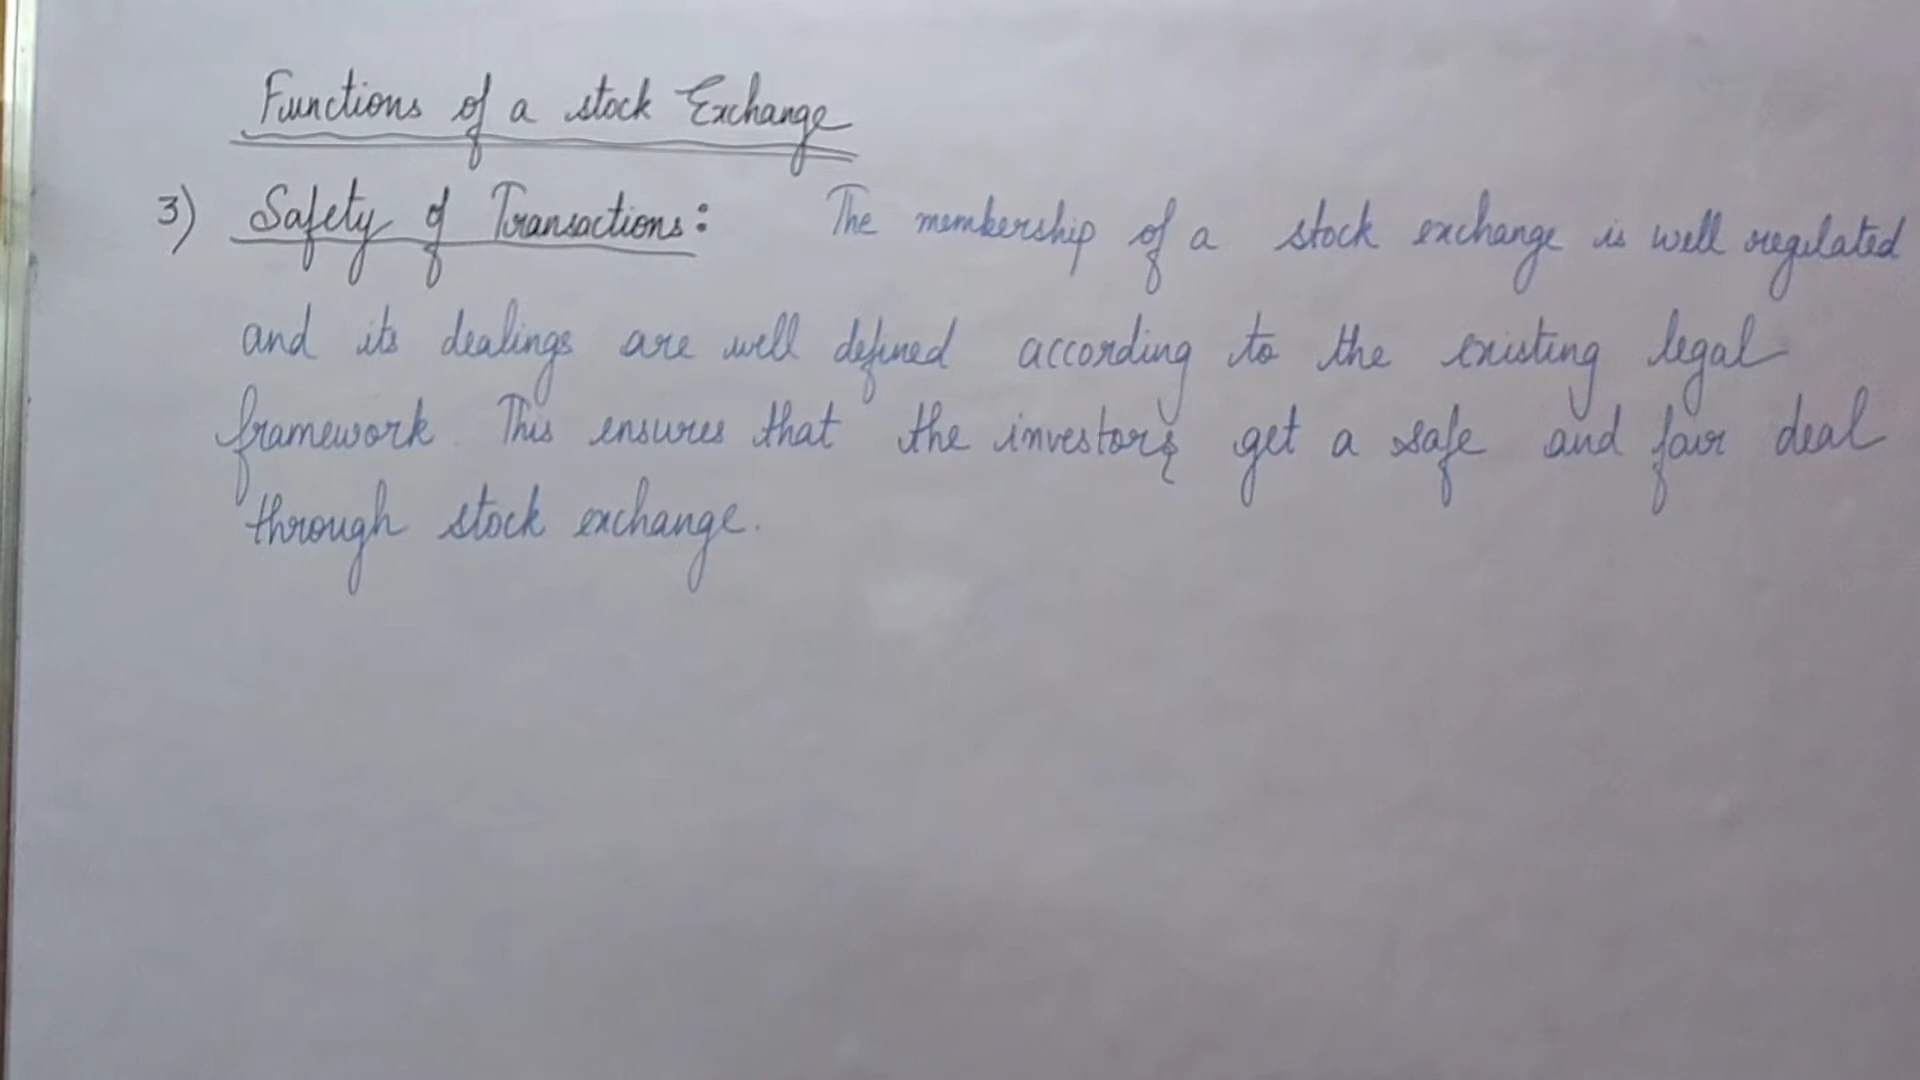 Functions of a stock Exchange
3) Safety of Transactions: The membership of a stock exchange is well regulated
and its dealings are well defined according to the existing legal
framework. This ensures that the investors get a safe and fair deal
through stock exchange.